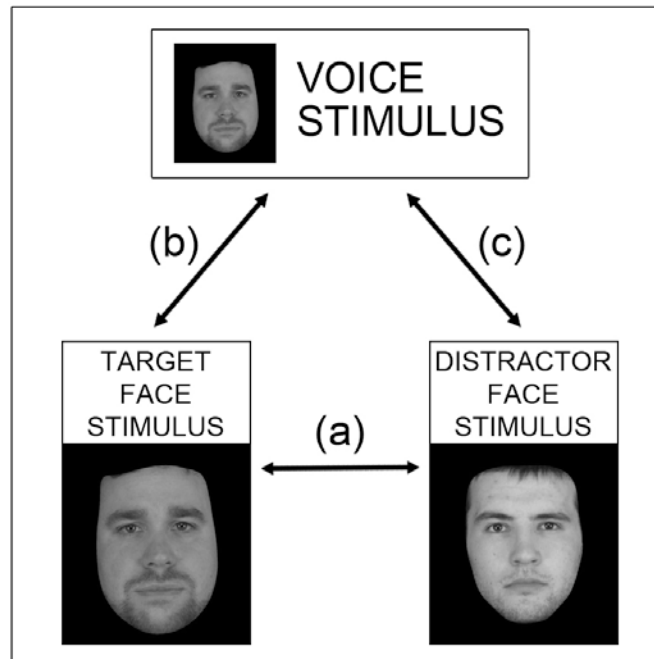 VOICE
STIMULUS
(b)
(c)
TARGET
FACE
STIMULUS
DISTRACTOR
FACE
STIMULUS
(a)